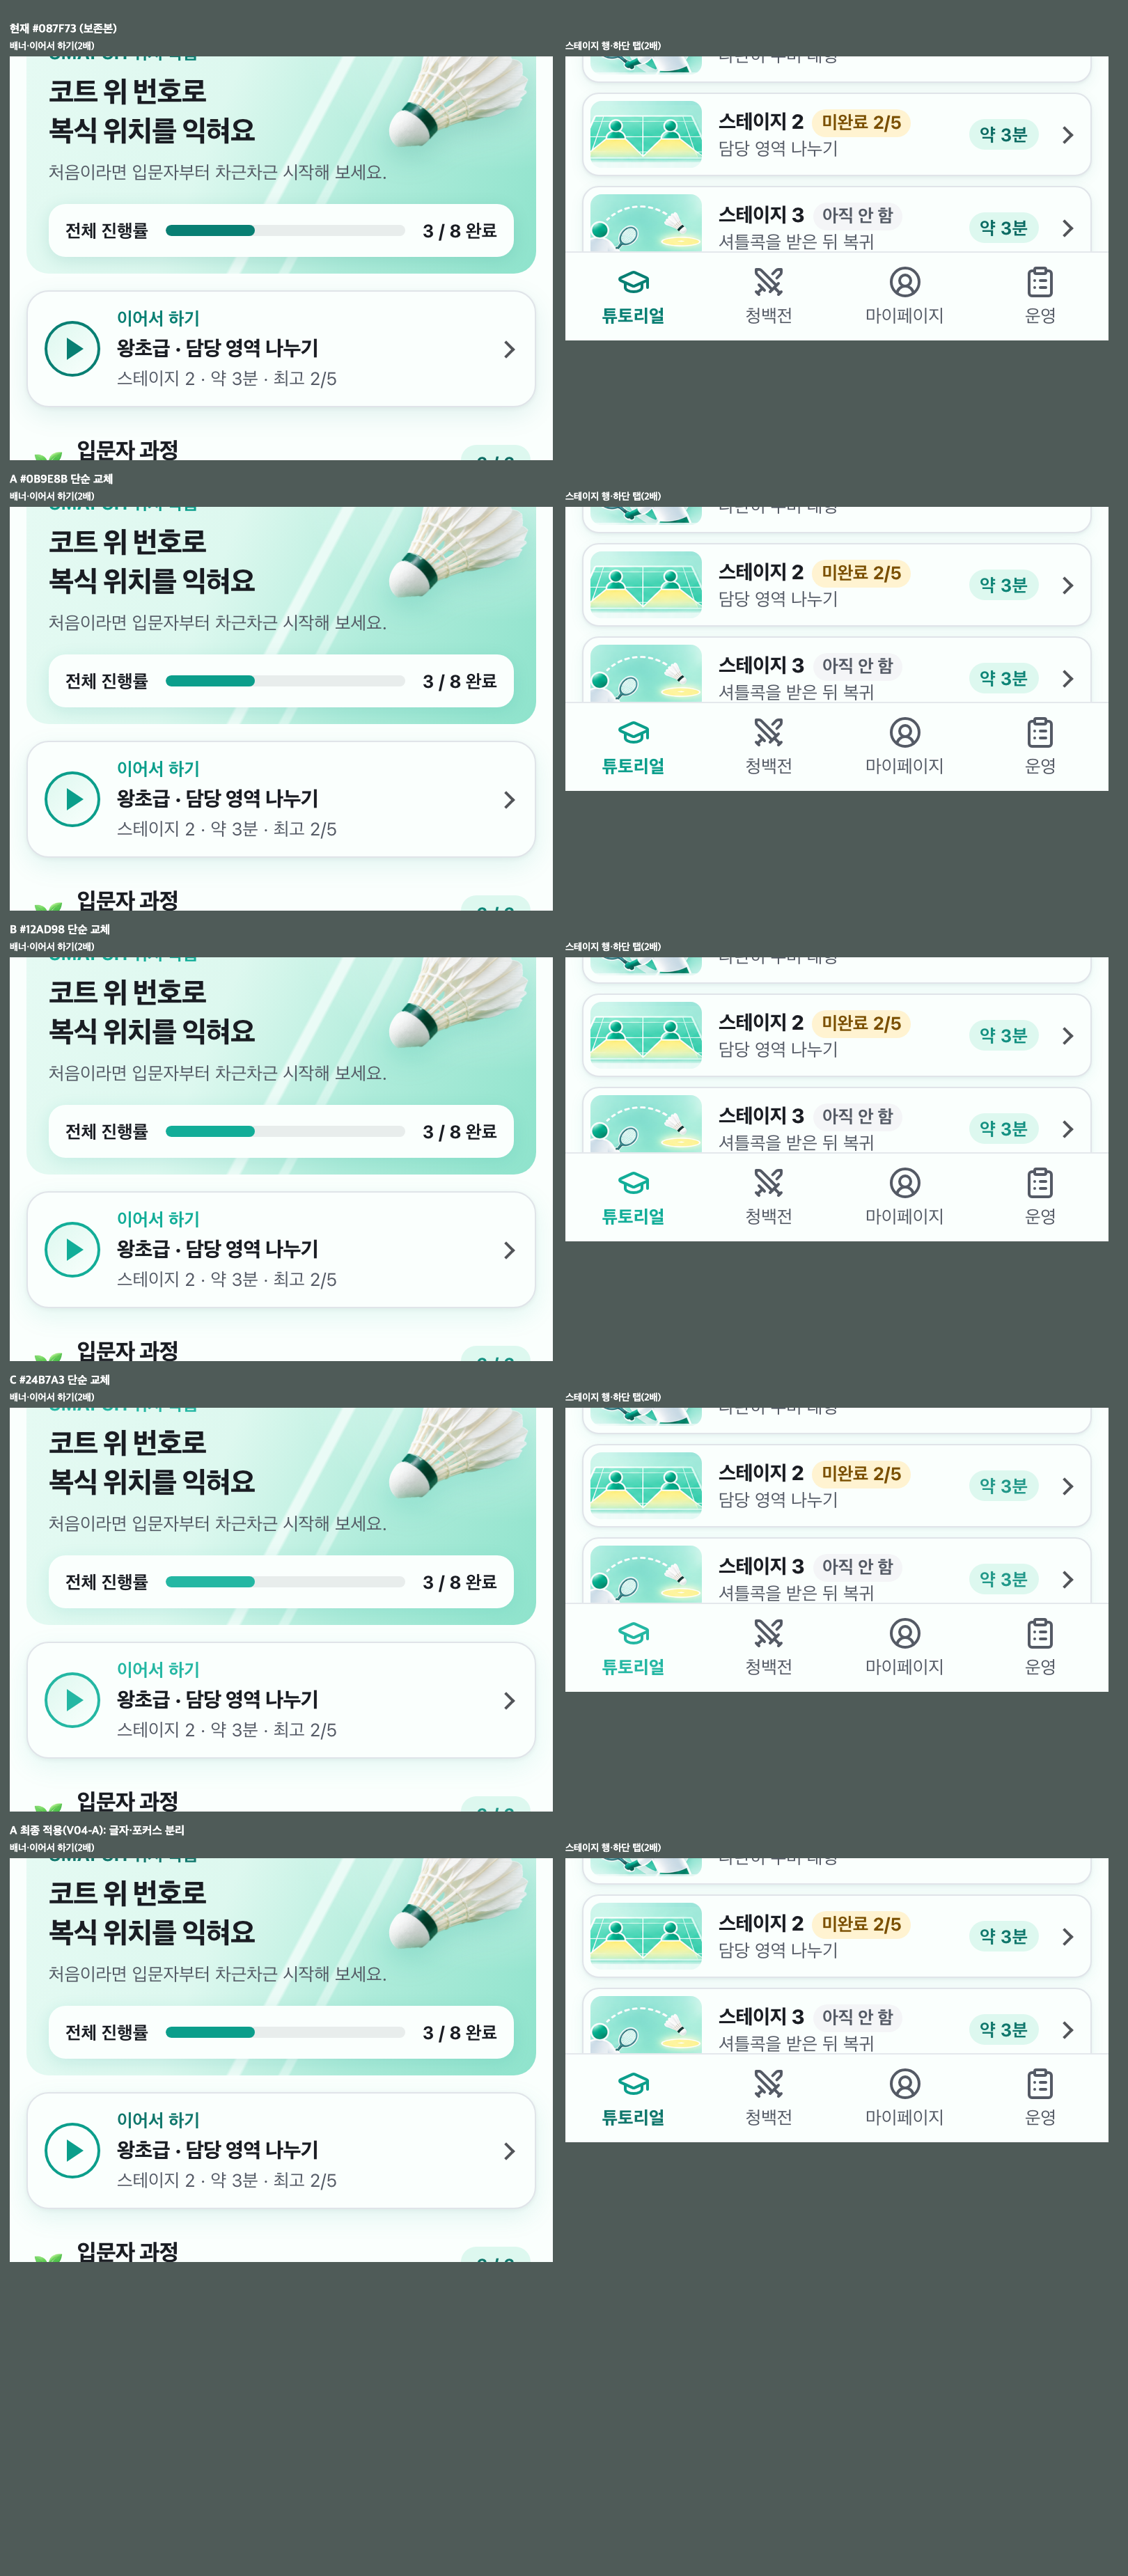 현재 #087F73 (보존본)
배너·이어서 하기(2배)
코트 위 번호로
복식 위치를 익혀요
처음이라면 입문자부터 차근차근 시작해 보세요.
전체 진행률 3 / 8 완료
이어서 하기
왕초급 · 담당 영역 나누기
스테이지 2 · 약 3분 · 최고 2/5
입문자 과정
스테이지 행·하단 탭(2배)
스테이지 2 미완료 2/5 약 3분
담당 영역 나누기
스테이지 3 아직 안 함 약 3분
셔틀콕을 받은 뒤 복귀
튜토리얼 청백전 마이페이지 운영
A #0B9E8B 단순 교체
배너·이어서 하기(2배)
코트 위 번호로
복식 위치를 익혀요
처음이라면 입문자부터 차근차근 시작해 보세요.
전체 진행률 3 / 8 완료
이어서 하기
왕초급 · 담당 영역 나누기
스테이지 2 · 약 3분 · 최고 2/5
입문자 과정
스테이지 행·하단 탭(2배)
스테이지 2 미완료 2/5 약 3분
담당 영역 나누기
스테이지 3 아직 안 함 약 3분
셔틀콕을 받은 뒤 복귀
튜토리얼 청백전 마이페이지 운영
B #12AD98 단순 교체
배너·이어서 하기(2배)
코트 위 번호로
복식 위치를 익혀요
처음이라면 입문자부터 차근차근 시작해 보세요.
전체 진행률 3 / 8 완료
이어서 하기
왕초급 · 담당 영역 나누기
스테이지 2 · 약 3분 · 최고 2/5
입문자 과정
스테이지 행·하단 탭(2배)
스테이지 2 미완료 2/5 약 3분
담당 영역 나누기
스테이지 3 아직 안 함 약 3분
셔틀콕을 받은 뒤 복귀
튜토리얼 청백전 마이페이지 운영
C #24B7A3 단순 교체
배너·이어서 하기(2배)
코트 위 번호로
복식 위치를 익혀요
처음이라면 입문자부터 차근차근 시작해 보세요.
전체 진행률 3 / 8 완료
이어서 하기
왕초급 · 담당 영역 나누기
스테이지 2 · 약 3분 · 최고 2/5
입문자 과정
스테이지 행·하단 탭(2배)
스테이지 2 미완료 2/5 약 3분
담당 영역 나누기
스테이지 3 아직 안 함 약 3분
셔틀콕을 받은 뒤 복귀
튜토리얼 청백전 마이페이지 운영
A 최종 적용(V04-A): 글자·포커스 분리
배너·이어서 하기(2배)
코트 위 번호로
복식 위치를 익혀요
처음이라면 입문자부터 차근차근 시작해 보세요.
전체 진행률 3 / 8 완료
이어서 하기
왕초급 · 담당 영역 나누기
스테이지 2 · 약 3분 · 최고 2/5
입문자 과정
스테이지 행·하단 탭(2배)
스테이지 2 미완료 2/5 약 3분
담당 영역 나누기
스테이지 3 아직 안 함 약 3분
셔틀콕을 받은 뒤 복귀
튜토리얼 청백전 마이페이지 운영